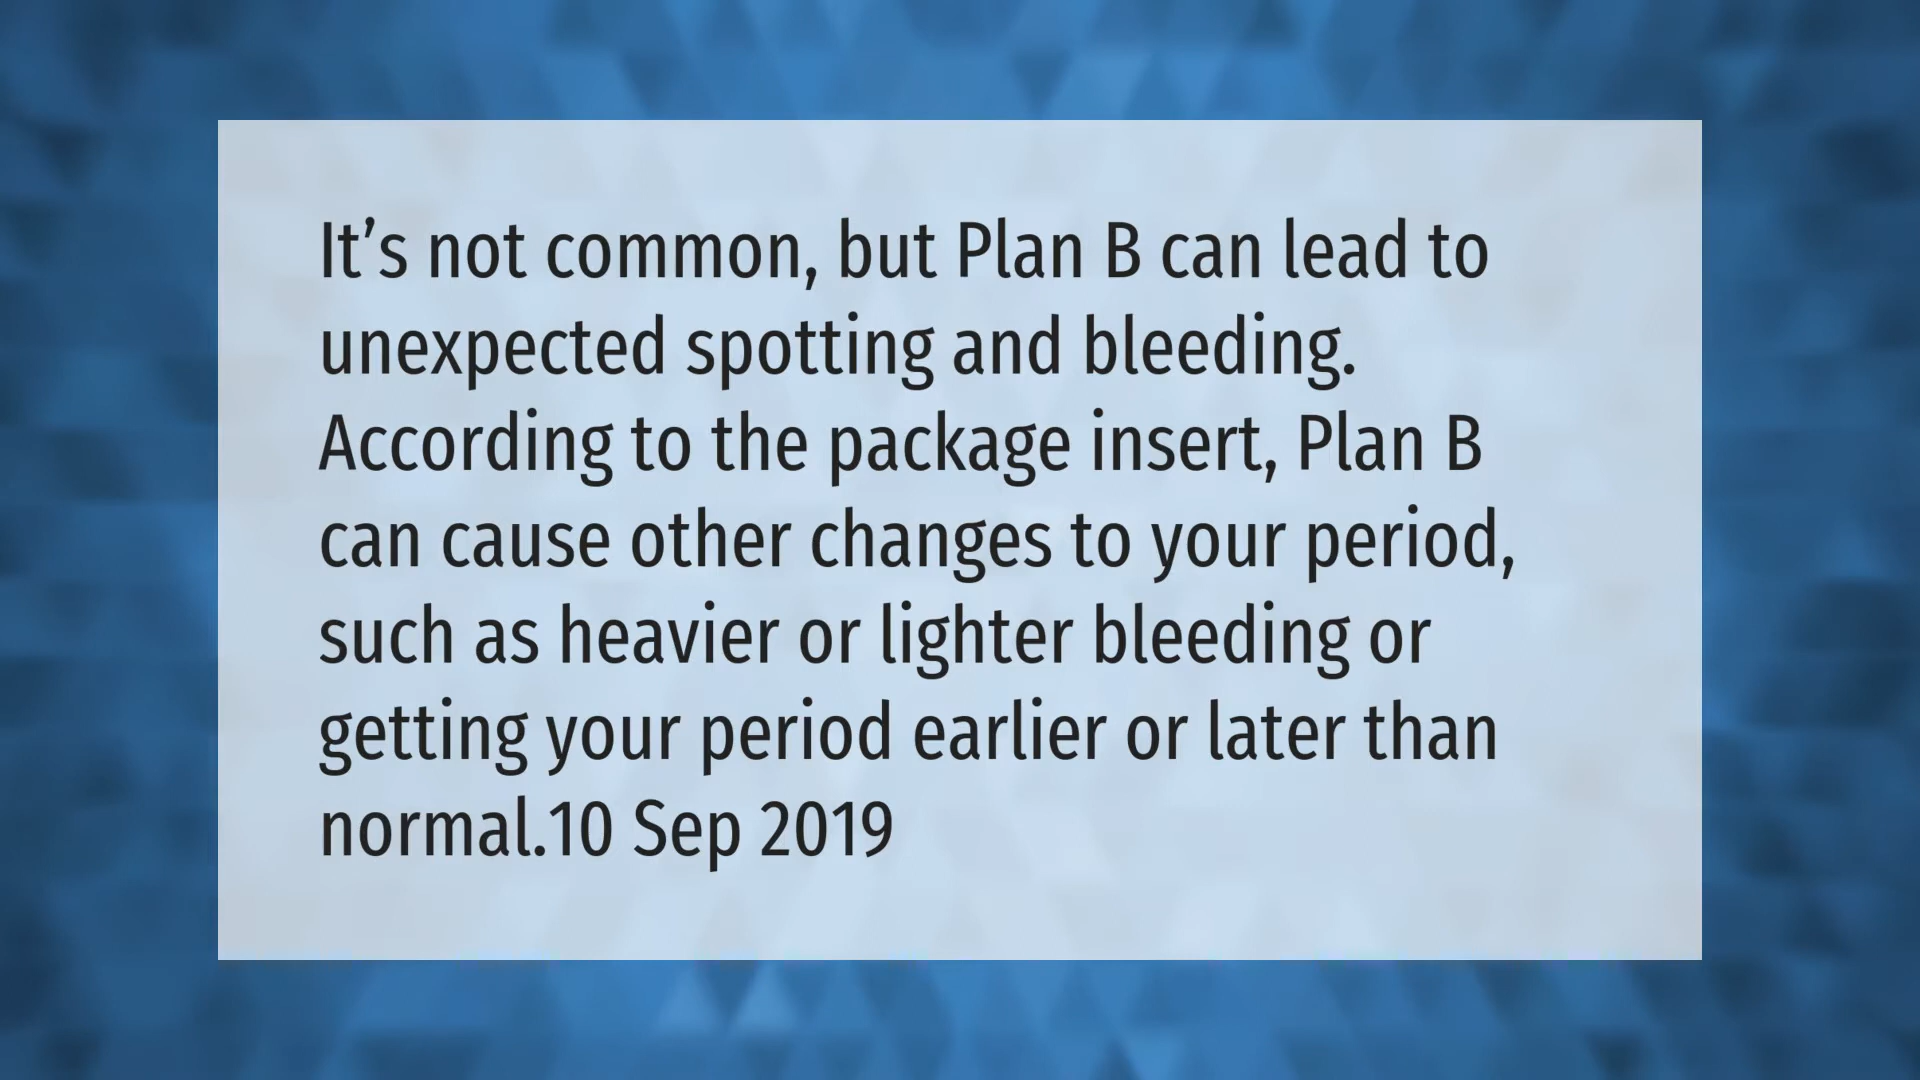 It’s not common, but Plan B can lead to
unexpected spotting and bleeding.
According to the package insert, Plan B
can cause other changes to your period,
such as heavier or lighter bleeding or
getting your period earlier or later than
normal.10 Sep 2019